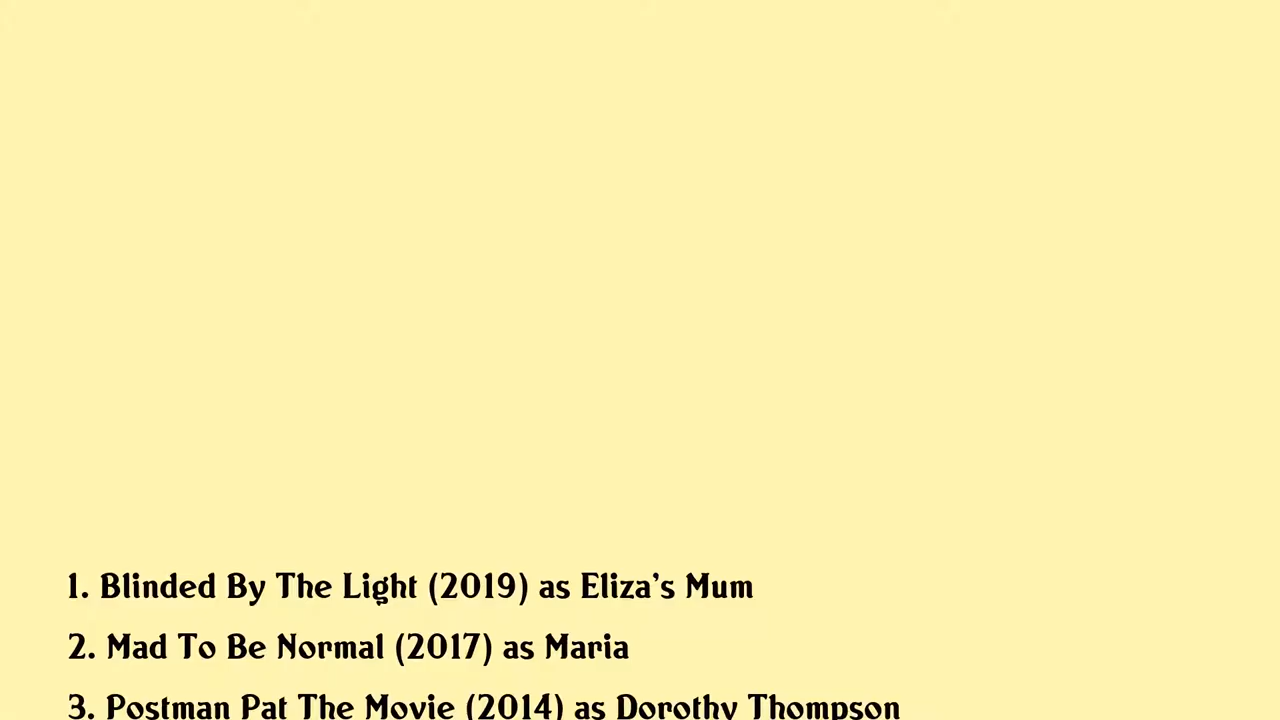 1. Blinded By The Light (2019) as Eliza's Mum
2. Mad To Be Normal (2017) as Maria
3. Postman Pat The Movie (2014) as Dorothy Thompson